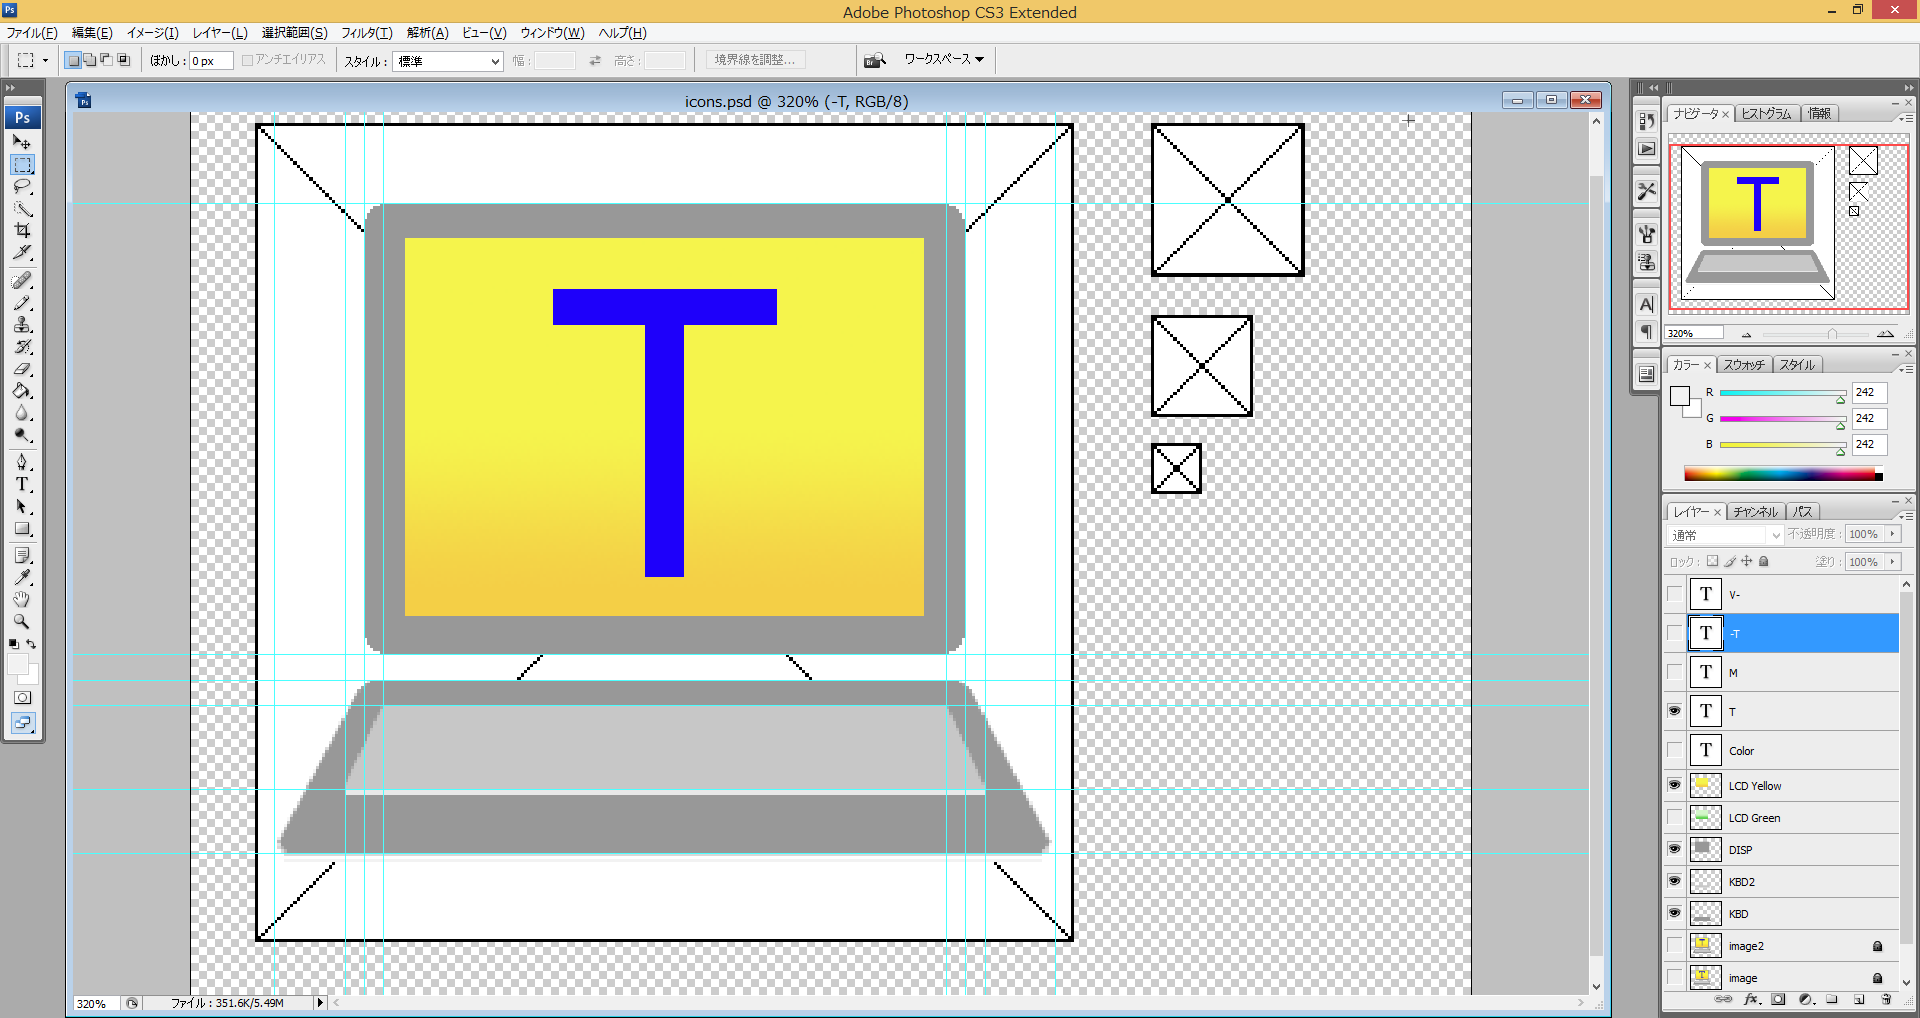 Ps
Adobe Photoshop CS3 Extended
ファイル(F) 編集(E) イメージ(I) レイヤー(L) 選択範囲(S) フィルタ(T) 解析(A) ビュー(V) ウィンドウ(W) ヘルプ(H)
ぼかし : 0 px アンチエイリアス スタイル : 標準 幅 : 高さ : 境界線を調整... Br ワークスペース
Ps icons.psd @ 320% (-T, RGB/8)
Ps
T
T
320% ファイル : 351.6K/5.49M
A
ナビゲータ × ヒストグラム 情報
T
320%
カラー × スウォッチ スタイル
R 242
G 242
B 242
レイヤー × チャンネル パス
通常 不透明度 : 100%
ロック : 塗り : 100%
T V-
T -T
T M
T T
T Color
LCD Yellow
LCD Green
DISP
KBD2
KBD
image2
image
fx